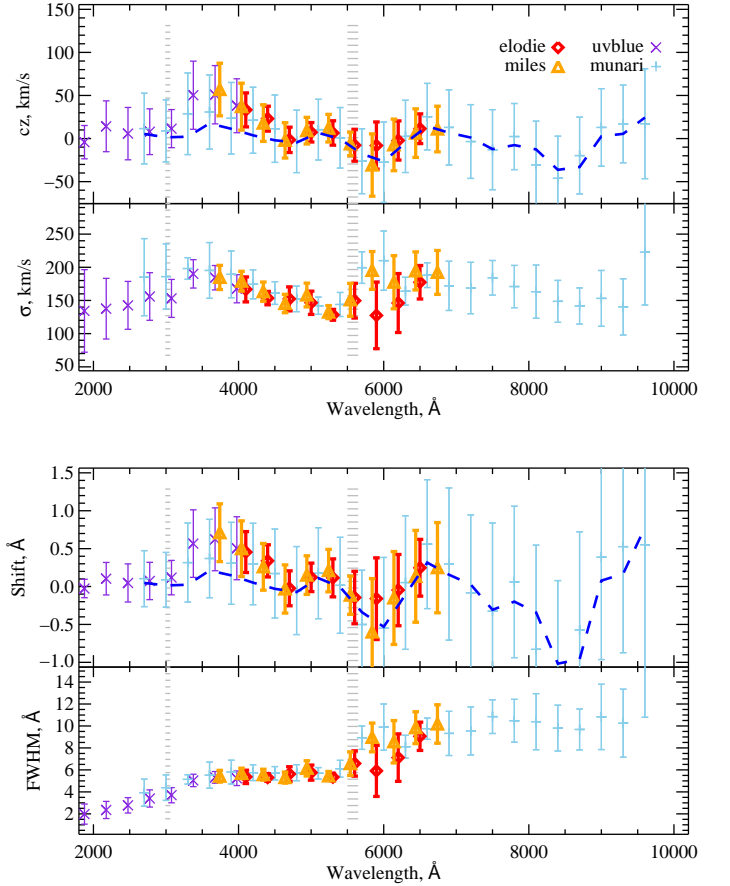 150
100
50
0
−50
cz, km/s
elodie uvblue
miles munari
250
200
150
100
50
σ, km/s
2000 4000 6000 8000 10000
Wavelength, Å
1.5
1.0
0.5
0.0
−0.5
−1.0
Shift, Å
14
12
10
8
6
4
2
FWHM, Å
2000 4000 6000 8000 10000
Wavelength, Å